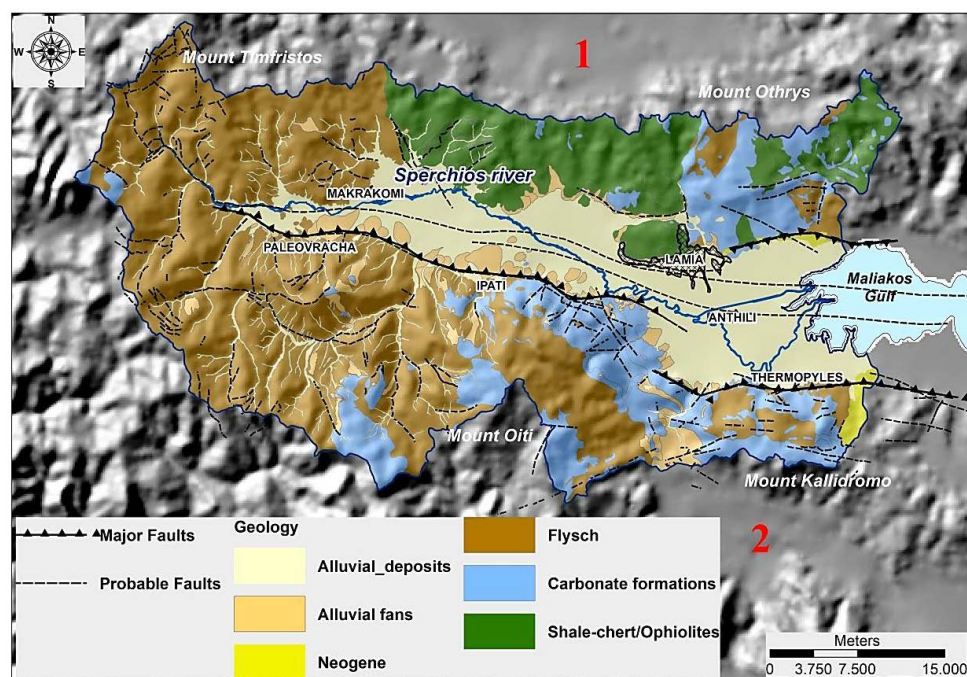 N
W E
S
Mount Timfristos
1
Mount Othrys
Sperchios river
MAKRAKOMI
PALEOVRACHA
LAMIA
IPATI
Maliakos
Gulf
ANTHILI
THERMOPYLES
Mount Oiti
Mount Kallidromo
2
Major Faults
Probable Faults
Geology
Alluvial_deposits
Alluvial fans
Neogene
Flysch
Carbonate formations
Shale-chert/Ophiolites
Meters
0 3.750 7.500 15.000